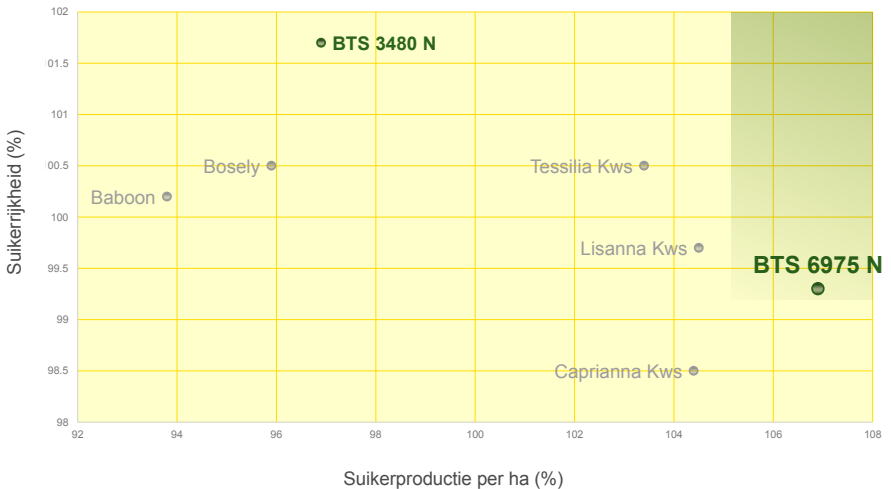 102
BTS 3480 N
01.5
101
Bosely
00.5
Tessilia Kws
Baboon
100
Lisanna Kws
99.5
BTS 6975 N
99
98.5
Caprianna Kws
98
92
94
96
98
100
102
104
106
108
Suikerrijkheid (%)
Suikerproductie per ha (%)